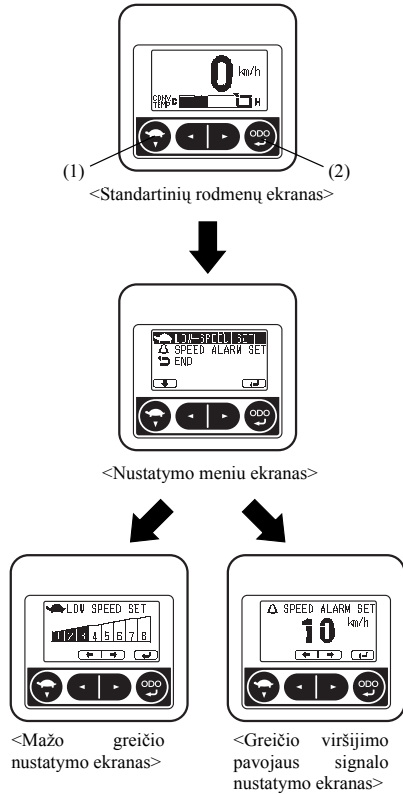 0 km/h
CONV TEMP C H
ODO
(1) (2)
<Standartinių rodmenų ekranas>
LOW-SPEED SET
SPEED ALARM SET
END
ODO
<Nustatymo meniu ekranas>
LOW SPEED SET
1 2 3 4 5 6 7 8
ODO
<Mažo greičio
nustatymo ekranas>
SPEED ALARM SET
10 km/h
ODO
<Greičio viršijimo
pavojaus signalo
nustatymo ekranas>